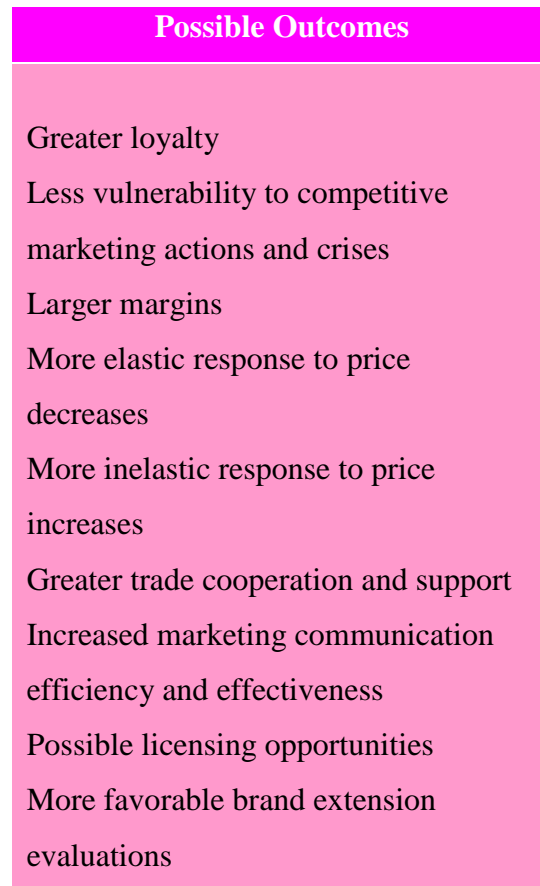 Possible Outcomes
Greater loyalty
Less vulnerability to competitive
marketing actions and crises
Larger margins
More elastic response to price
decreases
More inelastic response to price
increases
Greater trade cooperation and support
Increased marketing communication
efficiency and effectiveness
Possible licensing opportunities
More favorable brand extension
evaluations